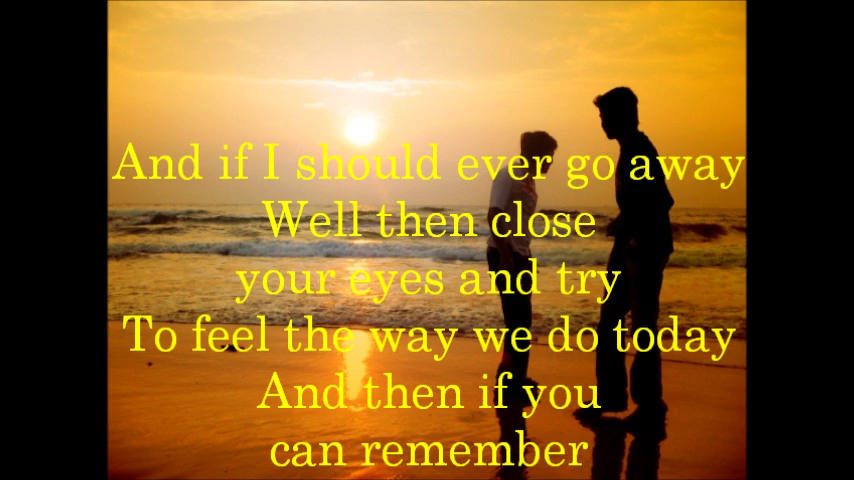 And if I should ever go away
Well then close
your eyes and try
To feel the way we do today
And then if you
can remember